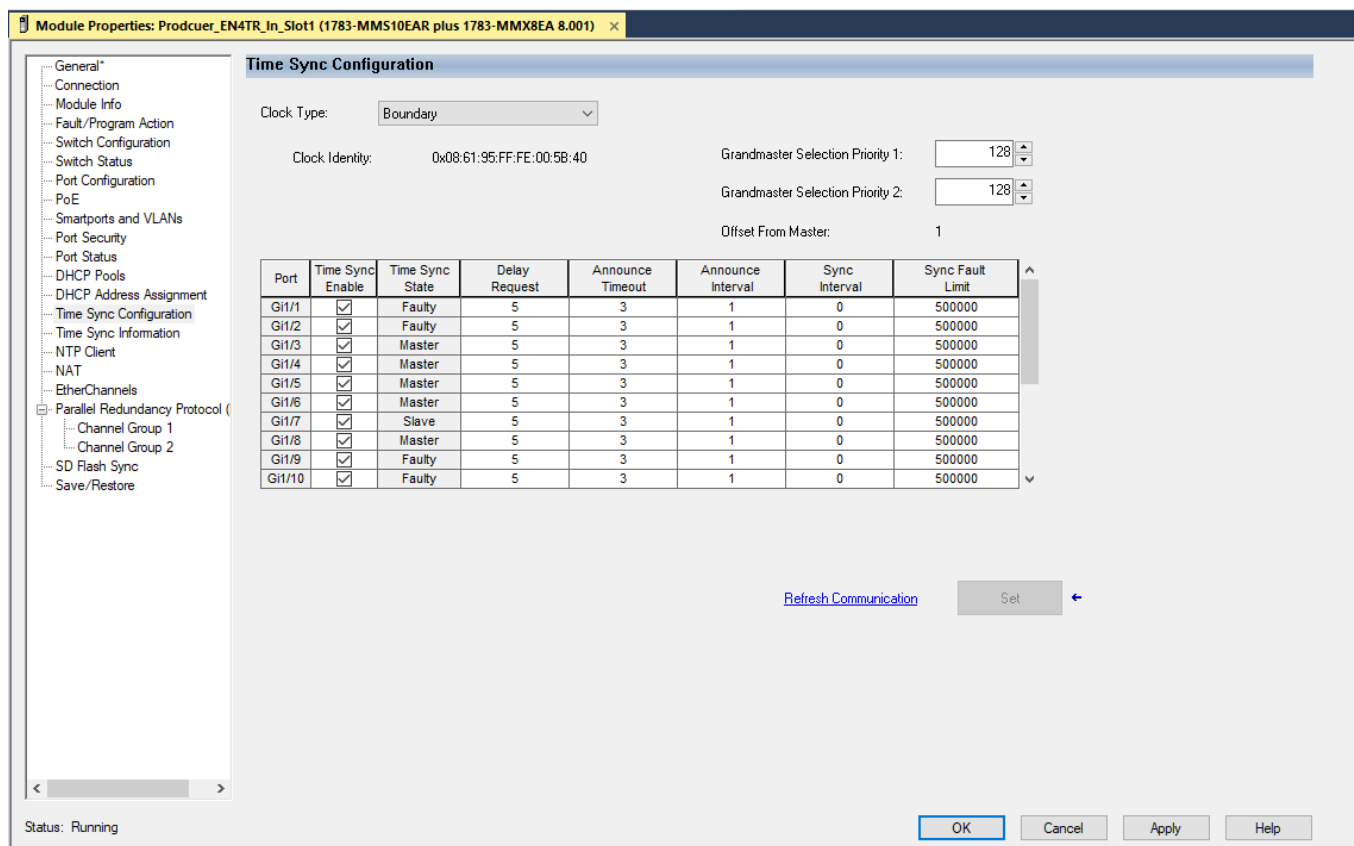 Module Properties: Prodcuer_EN4TR_In_Slot1 (1783-MMS10EAR plus 1783-MMX8EA 8.001) ×
General*
Connection
Module Info
Fault/Program Action
Switch Configuration
Switch Status
Port Configuration
PoE
Smartports and VLANs
Port Security
Port Status
DHCP Pools
DHCP Address Assignment
Time Sync Configuration
Time Sync Information
NTP Client
NAT
EtherChannels
Parallel Redundancy Protocol (
Channel Group 1
Channel Group 2
SD Flash Sync
Save/Restore
Time Sync Configuration
Clock Type: Boundary
Clock Identity: 0x08:61:95:FF:FE:00:5B:40
Grandmaster Selection Priority 1: 128
Grandmaster Selection Priority 2: 128
Offset From Master: 1
Port Time Sync Enable Time Sync State Delay Request Announce Timeout Announce Interval Sync Interval Sync Fault Limit
Gi1/1 Faulty 5 3 1 0 500000
Gi1/2 Faulty 5 3 1 0 500000
Gi1/3 Master 5 3 1 0 500000
Gi1/4 Master 5 3 1 0 500000
Gi1/5 Master 5 3 1 0 500000
Gi1/6 Master 5 3 1 0 500000
Gi1/7 Slave 5 3 1 0 500000
Gi1/8 Master 5 3 1 0 500000
Gi1/9 Faulty 5 3 1 0 500000
Gi1/10 Faulty 5 3 1 0 500000
Refresh Communication Set
Status: Running
OK Cancel Apply Help